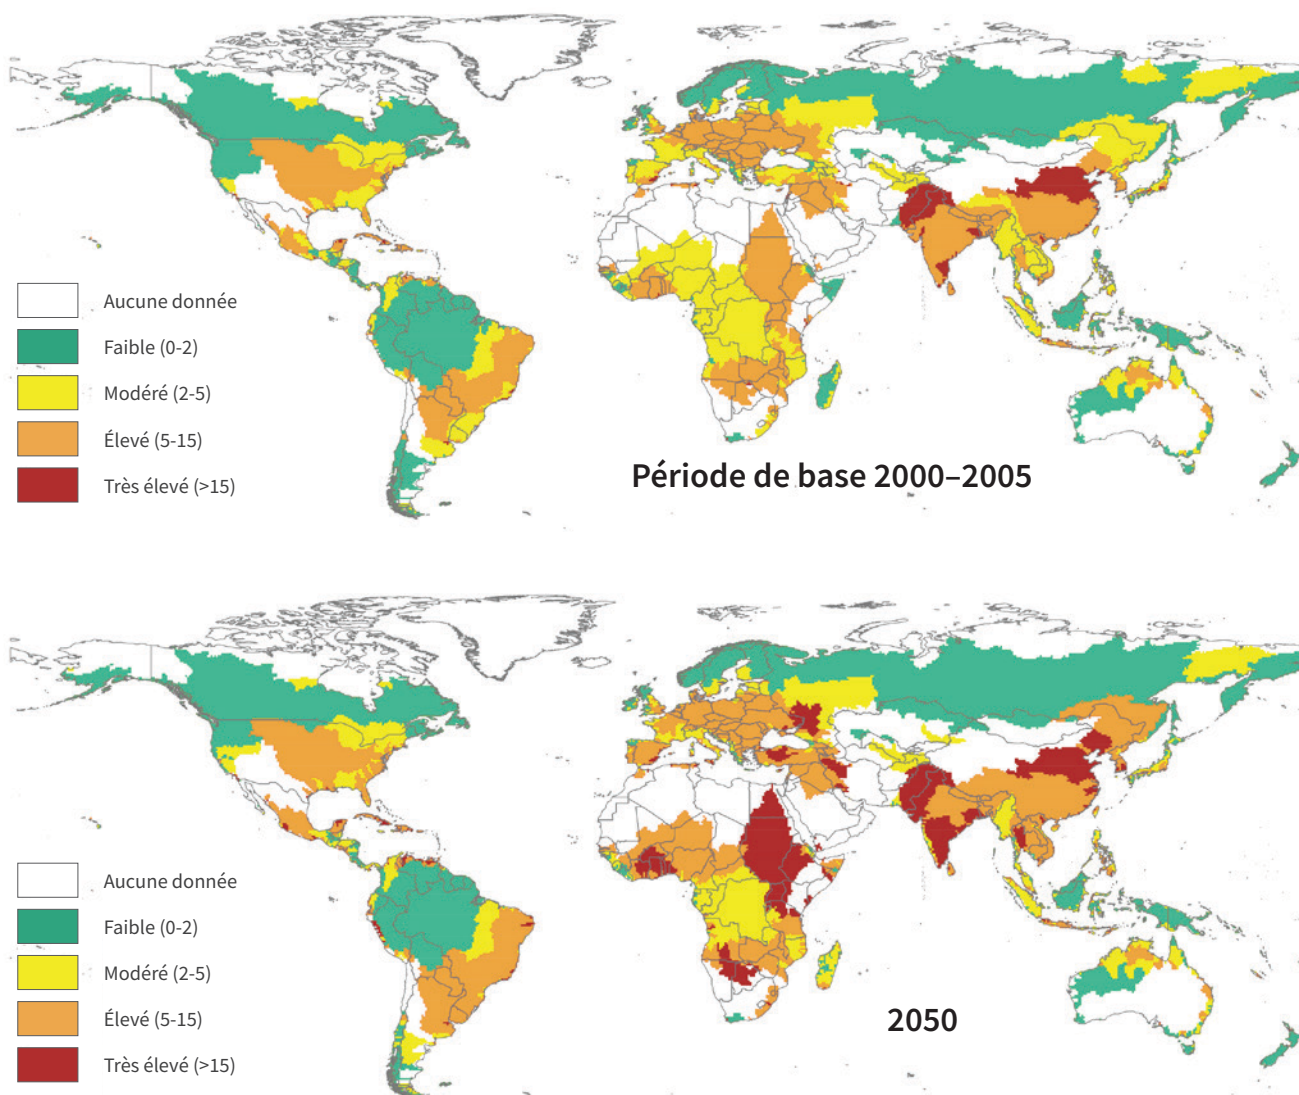 Aucune donnée
Faible (0-2)
Modéré (2-5)
Élevé (5-15)
Très élevé (>15)
Période de base 2000–2005
Aucune donnée
Faible (0-2)
Modéré (2-5)
Élevé (5-15)
Très élevé (>15)
2050